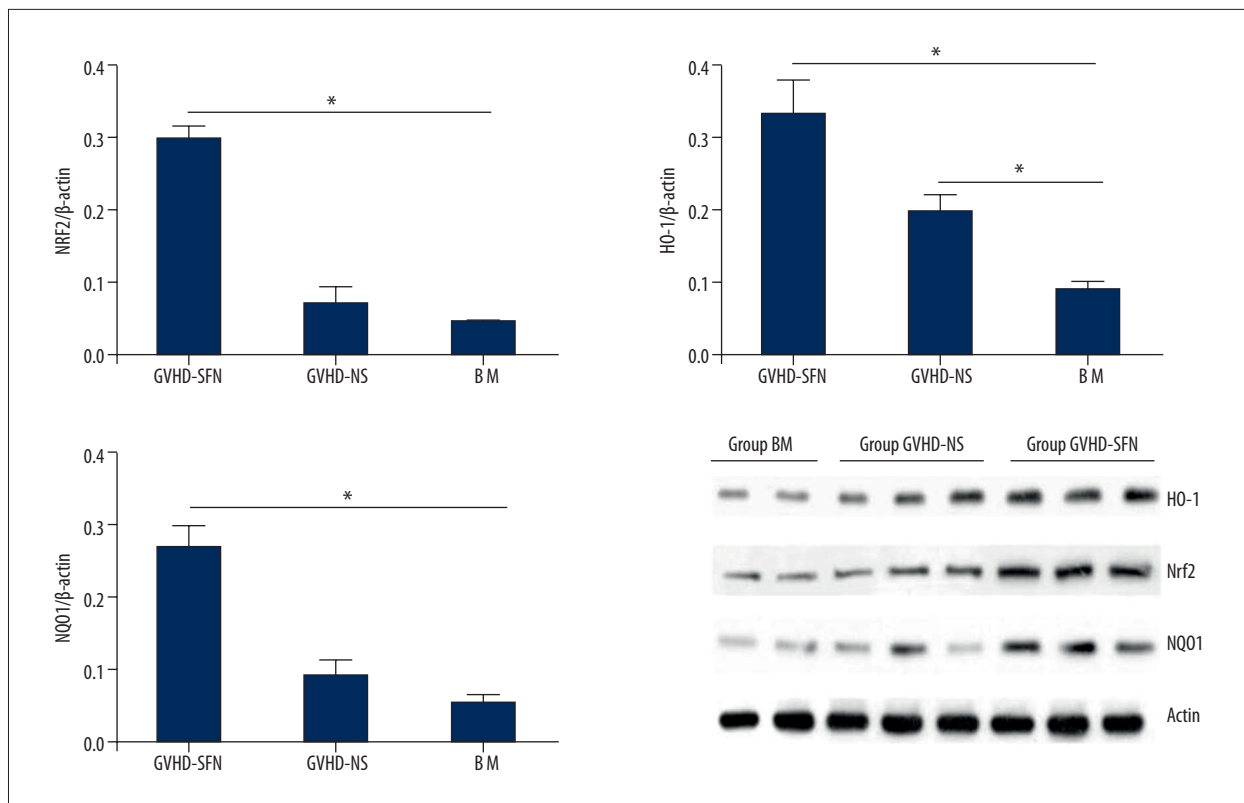 0.4
0.3
0.2
0.1
0.0
NRF2/β-actin
*
GVHD-SFN GVHD-NS B M
0.4
0.3
0.2
0.1
0.0
HO-1/β-actin
*
*
GVHD-SFN GVHD-NS B M
0.4
0.3
0.2
0.1
0.0
NQO1/β-actin
*
GVHD-SFN GVHD-NS B M
Group BM Group GVHD-NS Group GVHD-SFN
HO-1
Nrf2
NQO1
Actin